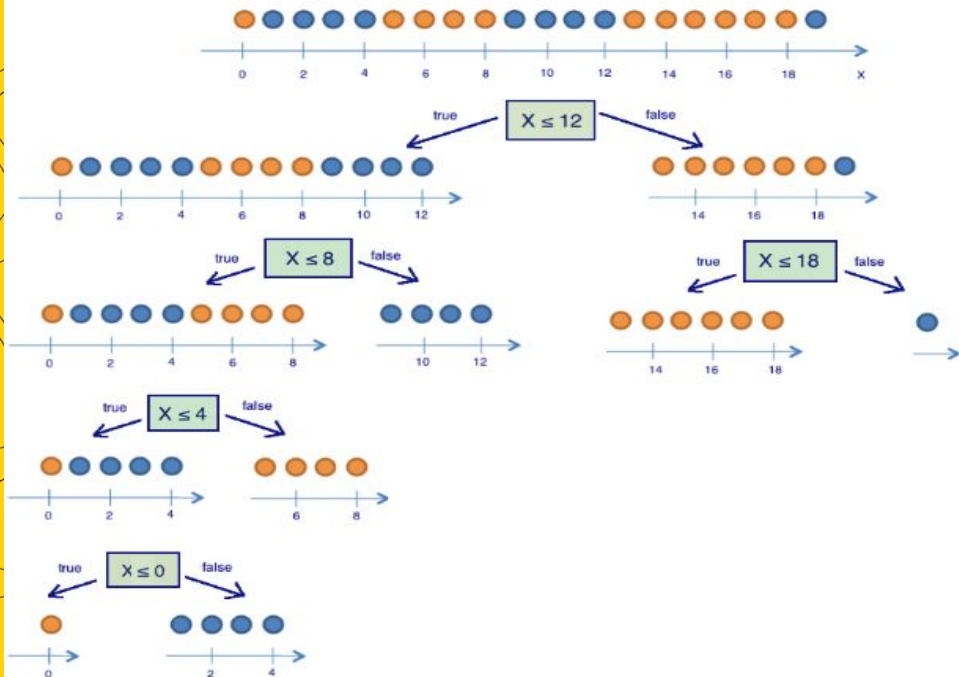 0 2 4 6 8 10 12 14 16 18 X
true X ≤ 12 false
0 2 4 6 8 10 12
14 16 18
true X ≤ 8 false
true X ≤ 18 false
0 2 4 6 8
10 12
14 16 18
true X ≤ 4 false
0 2 4
6 8
true X ≤ 0 false
0
2 4